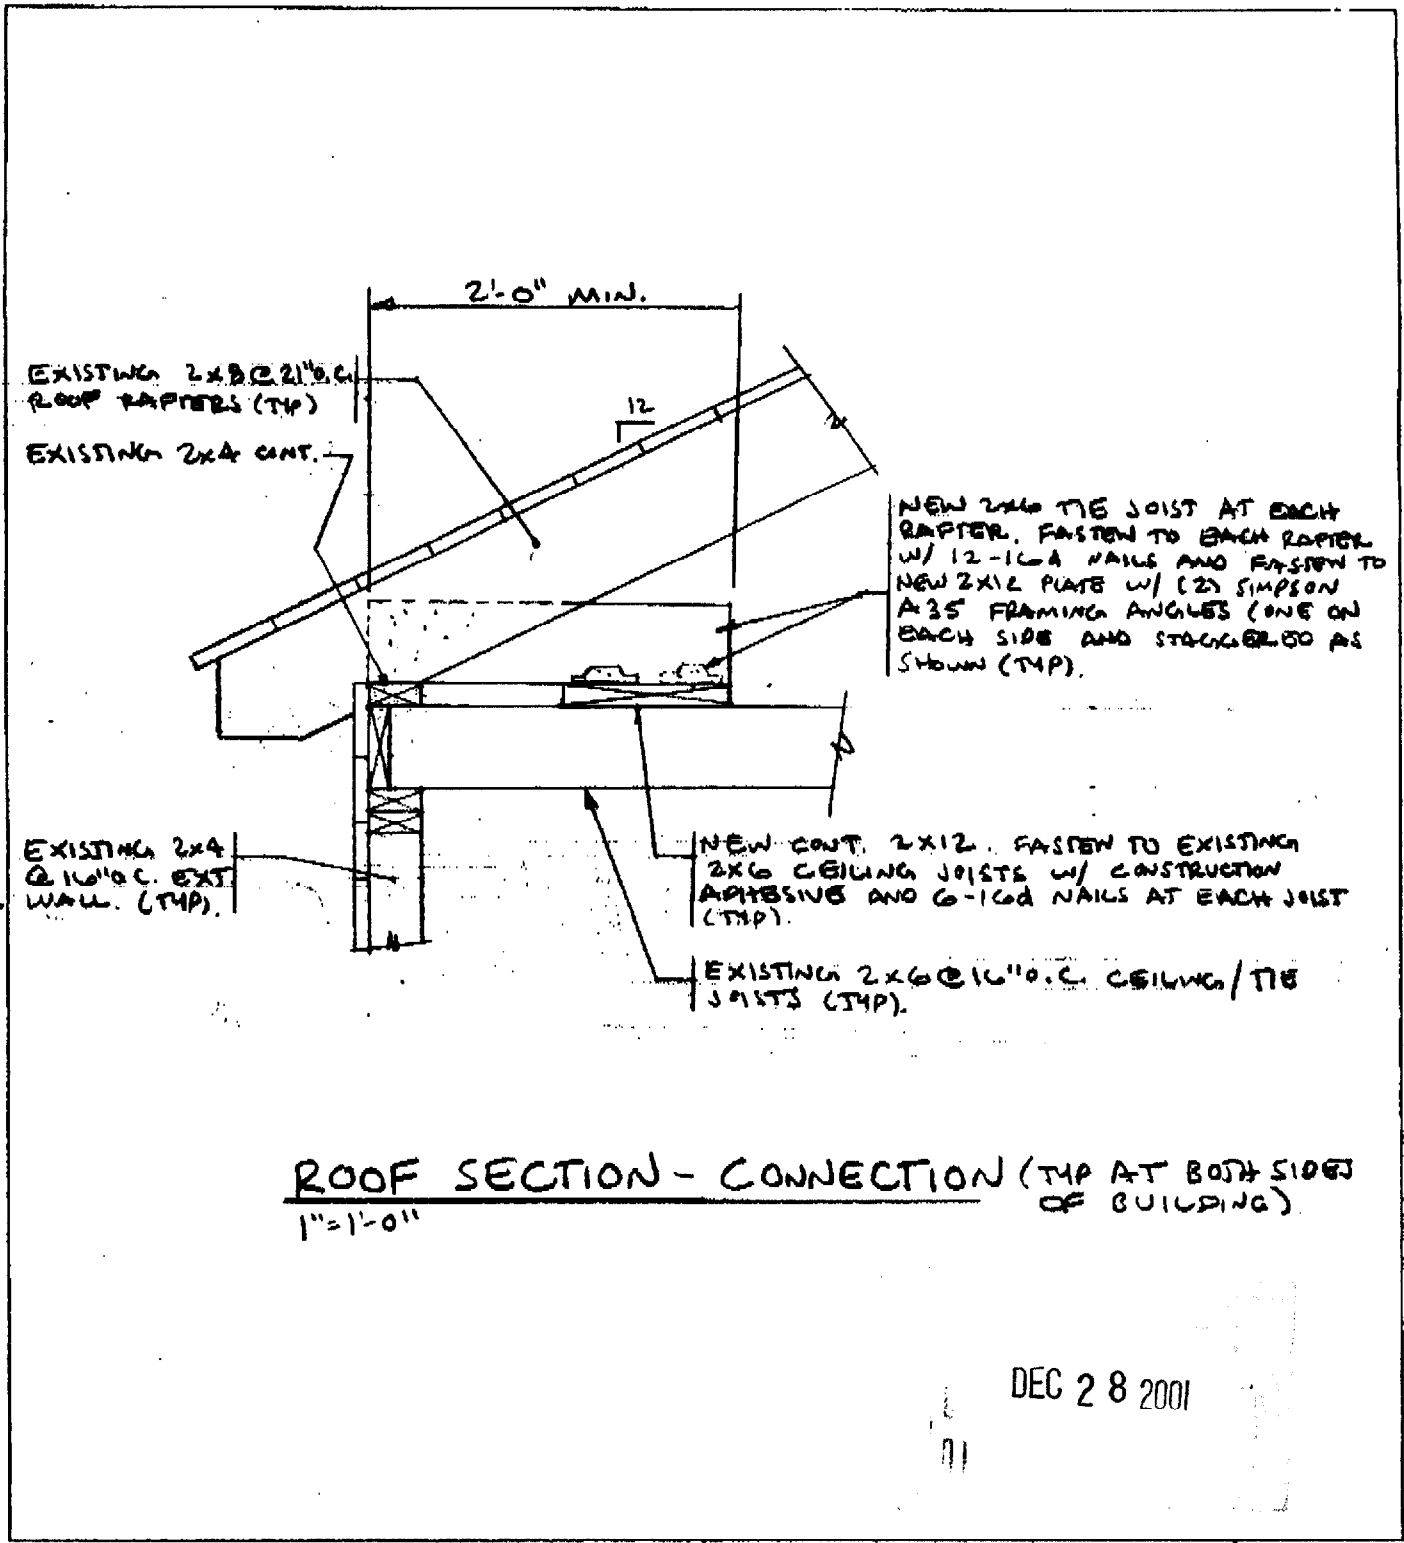 2'-0" MIN.
EXISTING 2x8 @ 21" O.C.
ROOF RAFTERS (TYP)
12
EXISTING 2x4 CONT.
NEW 2x6 TIE JOIST AT EACH
RAFTER. FASTEN TO EACH RAFTER
W/ 12-16d NAILS AND FASTEN TO
NEW 2X12 PLATE W/ (2) SIMPSON
A35 FRAMING ANGLES (ONE ON
EACH SIDE AND STAGGERED AS
SHOWN (TYP).
EXISTING 2x4
@ 16" O.C. EXT
WALL. (TYP).
NEW CONT. 2X12. FASTEN TO EXISTING
2X6 CEILING JOISTS W/ CONSTRUCTION
ADHESIVE AND 6-16d NAILS AT EACH JOIST
(TYP).
EXISTING 2x6 @ 16" O.C. CEILING/TIE
JOISTS (TYP).
ROOF SECTION - CONNECTION (TYP AT BOTH SIDES
OF BUILDING)
1"=1'-0"
DEC 28 2001